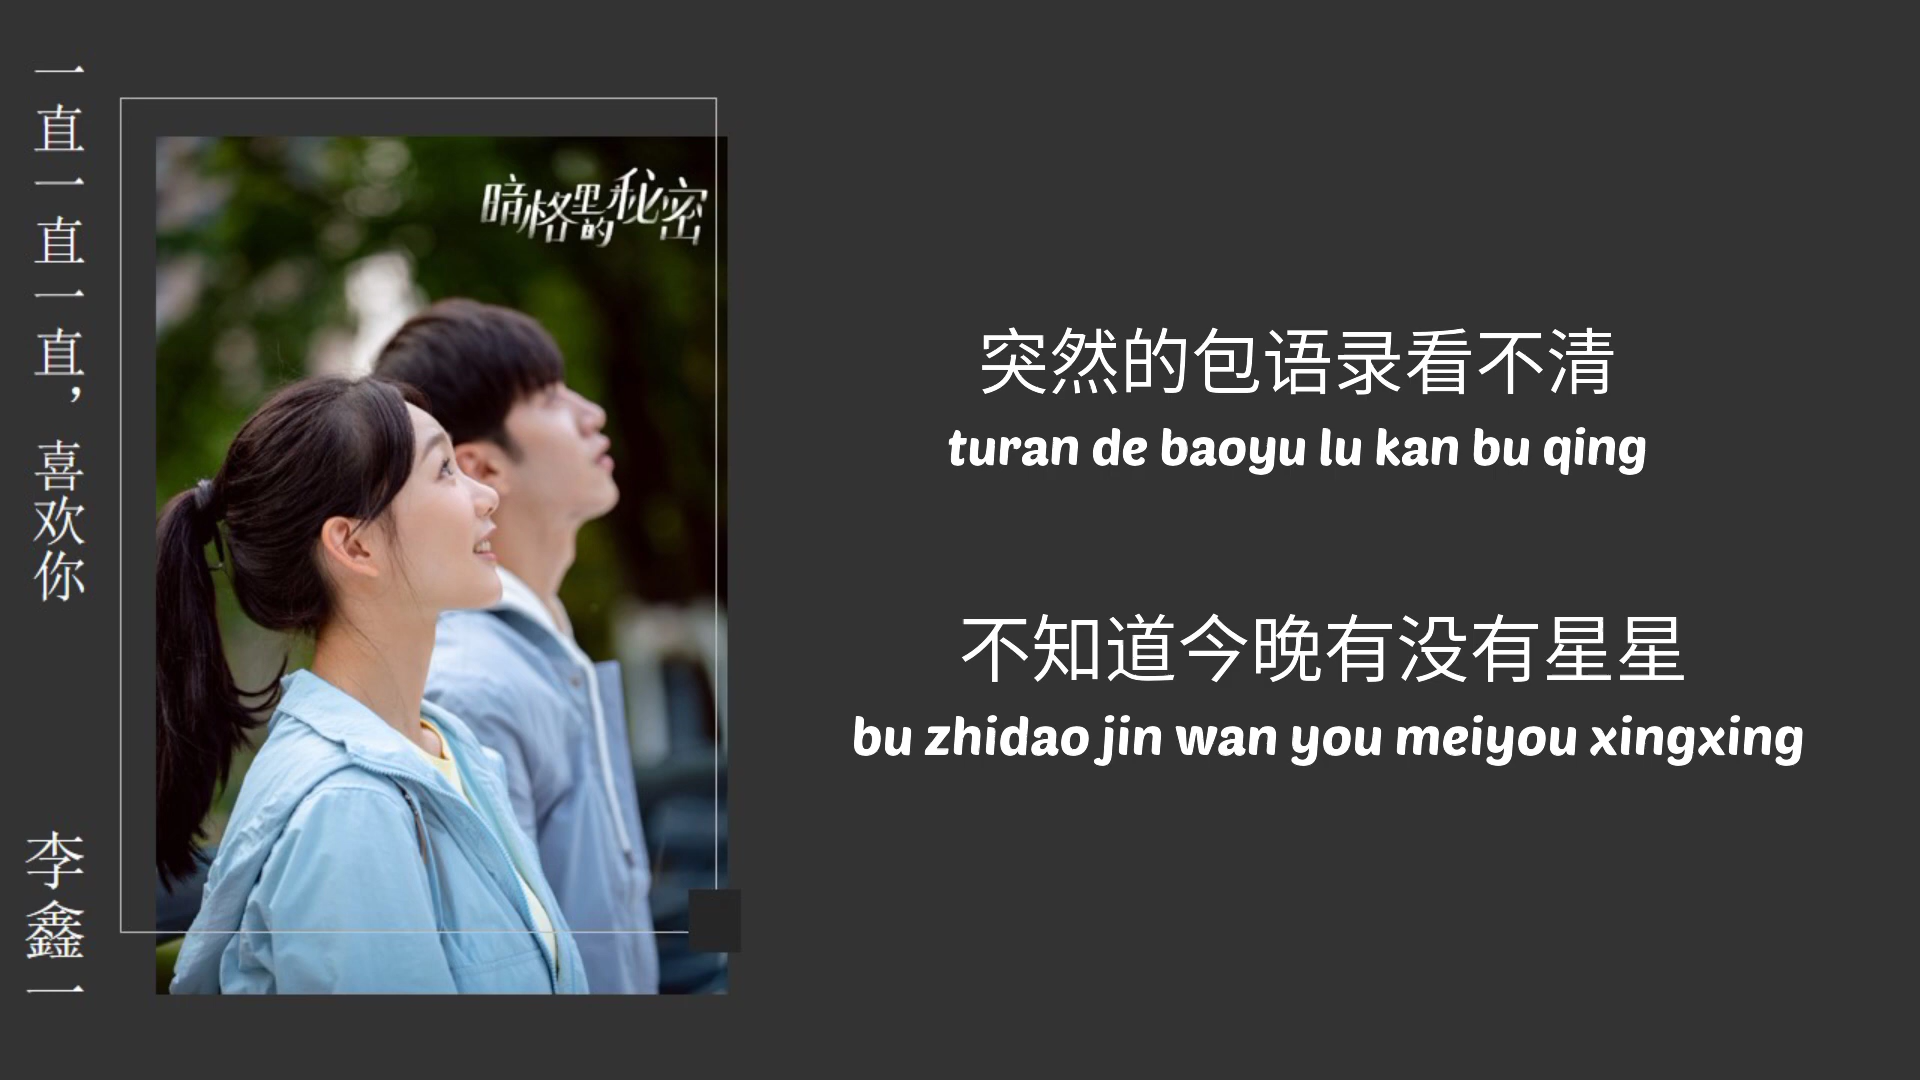 一直一直一直，喜欢你
李鑫一
暗格里的秘密
突然的包语录看不清
turan de baoyu lu kan bu qing
不知道今晚有没有星星
bu zhidao jin wan you meiyou xingxing